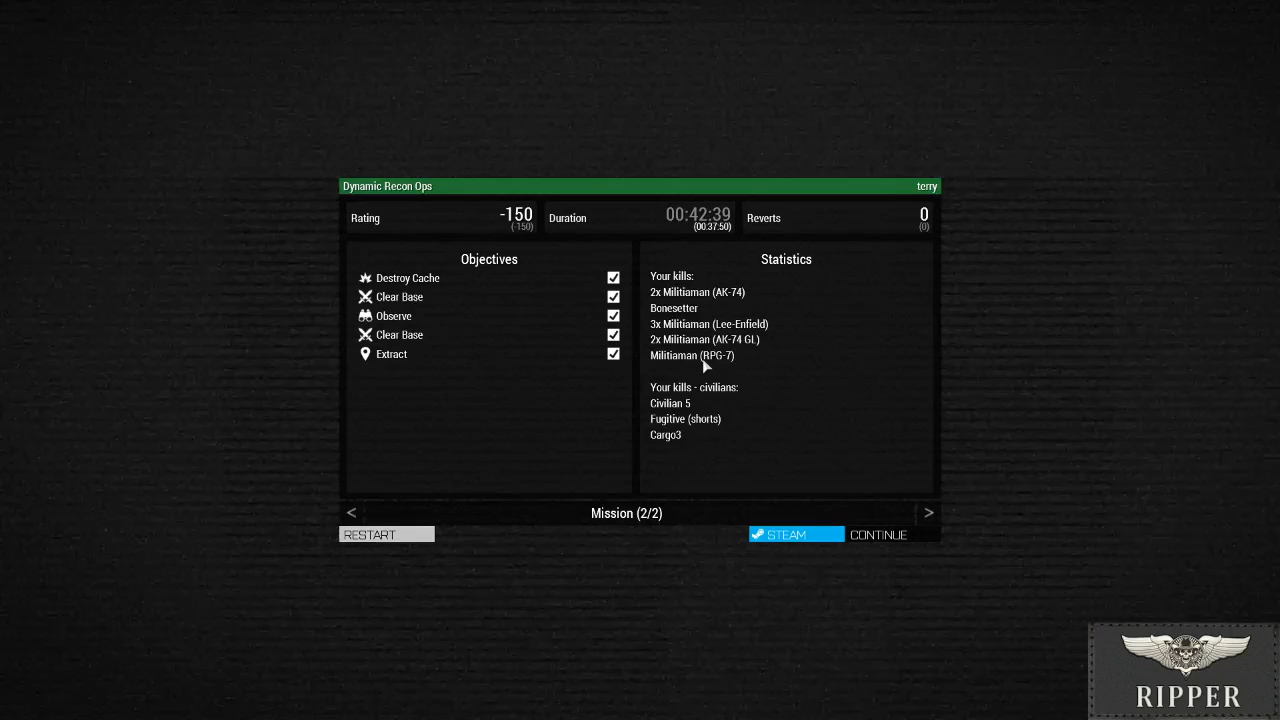 Dynamic Recon Ops
terry
Rating
-150
(-150)
Duration
00:42:39
(00:37:50)
Reverts
0
(0)
Objectives
Destroy Cache
Clear Base
Observe
Clear Base
Extract
Statistics
Your kills:
2x Militiaman (AK-74)
Bonesetter
3x Militiaman (Lee-Enfield)
2x Militiaman (AK-74 GL)
Militiaman (RPG-7)
Your kills - civilians:
Civilian 5
Fugitive (shorts)
Cargo3
< Mission (2/2) >
RESTART
STEAM
CONTINUE
RIPPER